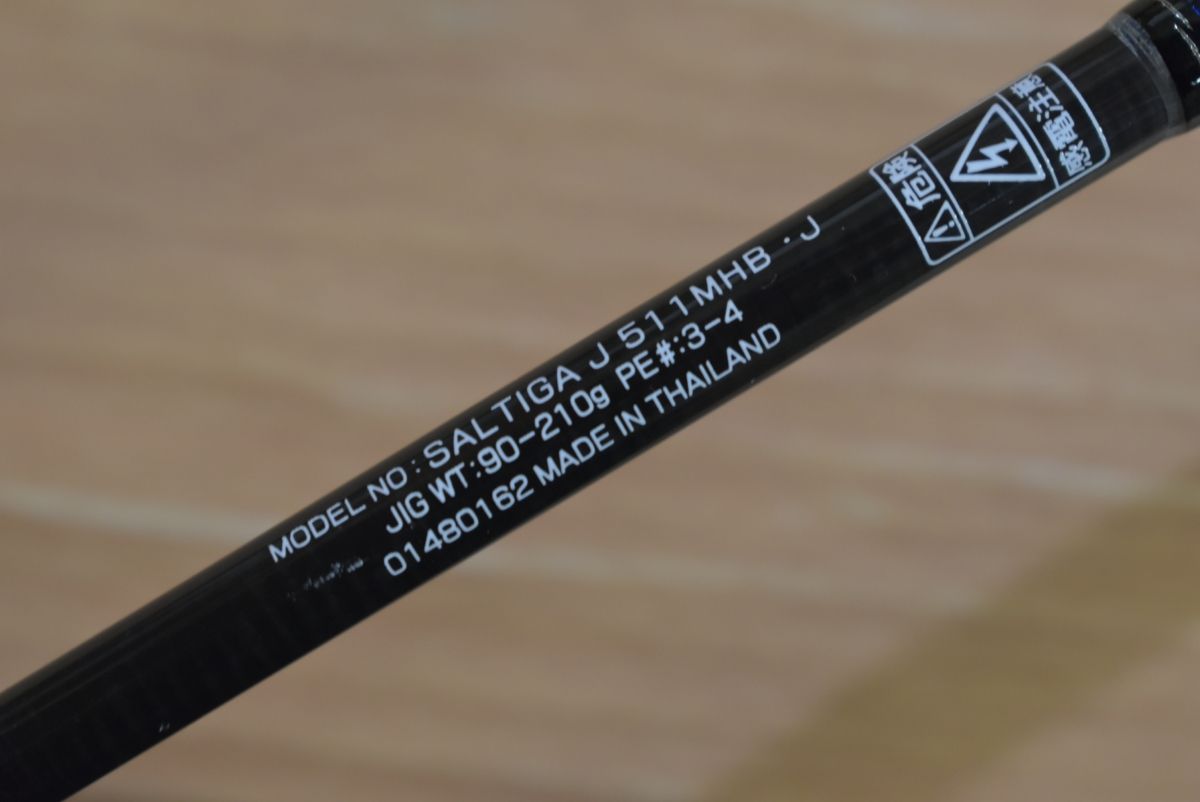 MODEL NO : SALTIGA J 511MHB・J
JIG WT:90-210g PE#:3-4
01480162 MADE IN THAILAND
危険
感電注意